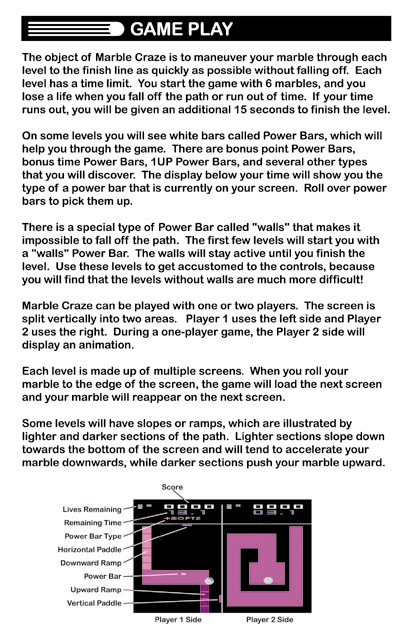 GAME PLAY
The object of Marble Craze is to maneuver your marble through each
level to the finish line as quickly as possible without falling off. Each
level has a time limit. You start the game with 6 marbles, and you
lose a life when you fall off the path or run out of time. If your time
runs out, you will be given an additional 15 seconds to finish the level.
On some levels you will see white bars called Power Bars, which will
help you through the game. There are bonus point Power Bars,
bonus time Power Bars, 1UP Power Bars, and several other types
that you will discover. The display below your time will show you the
type of a power bar that is currently on your screen. Roll over power
bars to pick them up.
There is a special type of Power Bar called "walls" that makes it
impossible to fall off the path. The first few levels will start you with
a "walls" Power Bar. The walls will stay active until you finish the
level. Use these levels to get accustomed to the controls, because
you will find that the levels without walls are much more difficult!
Marble Craze can be played with one or two players. The screen is
split vertically into two areas. Player 1 uses the left side and Player
2 uses the right. During a one-player game, the Player 2 side will
display an animation.
Each level is made up of multiple screens. When you roll your
marble to the edge of the screen, the game will load the next screen
and your marble will reappear on the next screen.
Some levels will have slopes or ramps, which are illustrated by
lighter and darker sections of the path. Lighter sections slope down
towards the bottom of the screen and will tend to accelerate your
marble downwards, while darker sections push your marble upward.
Score
Lives Remaining
Remaining Time
Power Bar Type
Horizontal Paddle
Downward Ramp
Power Bar
Upward Ramp
Vertical Paddle
Player 1 Side
Player 2 Side